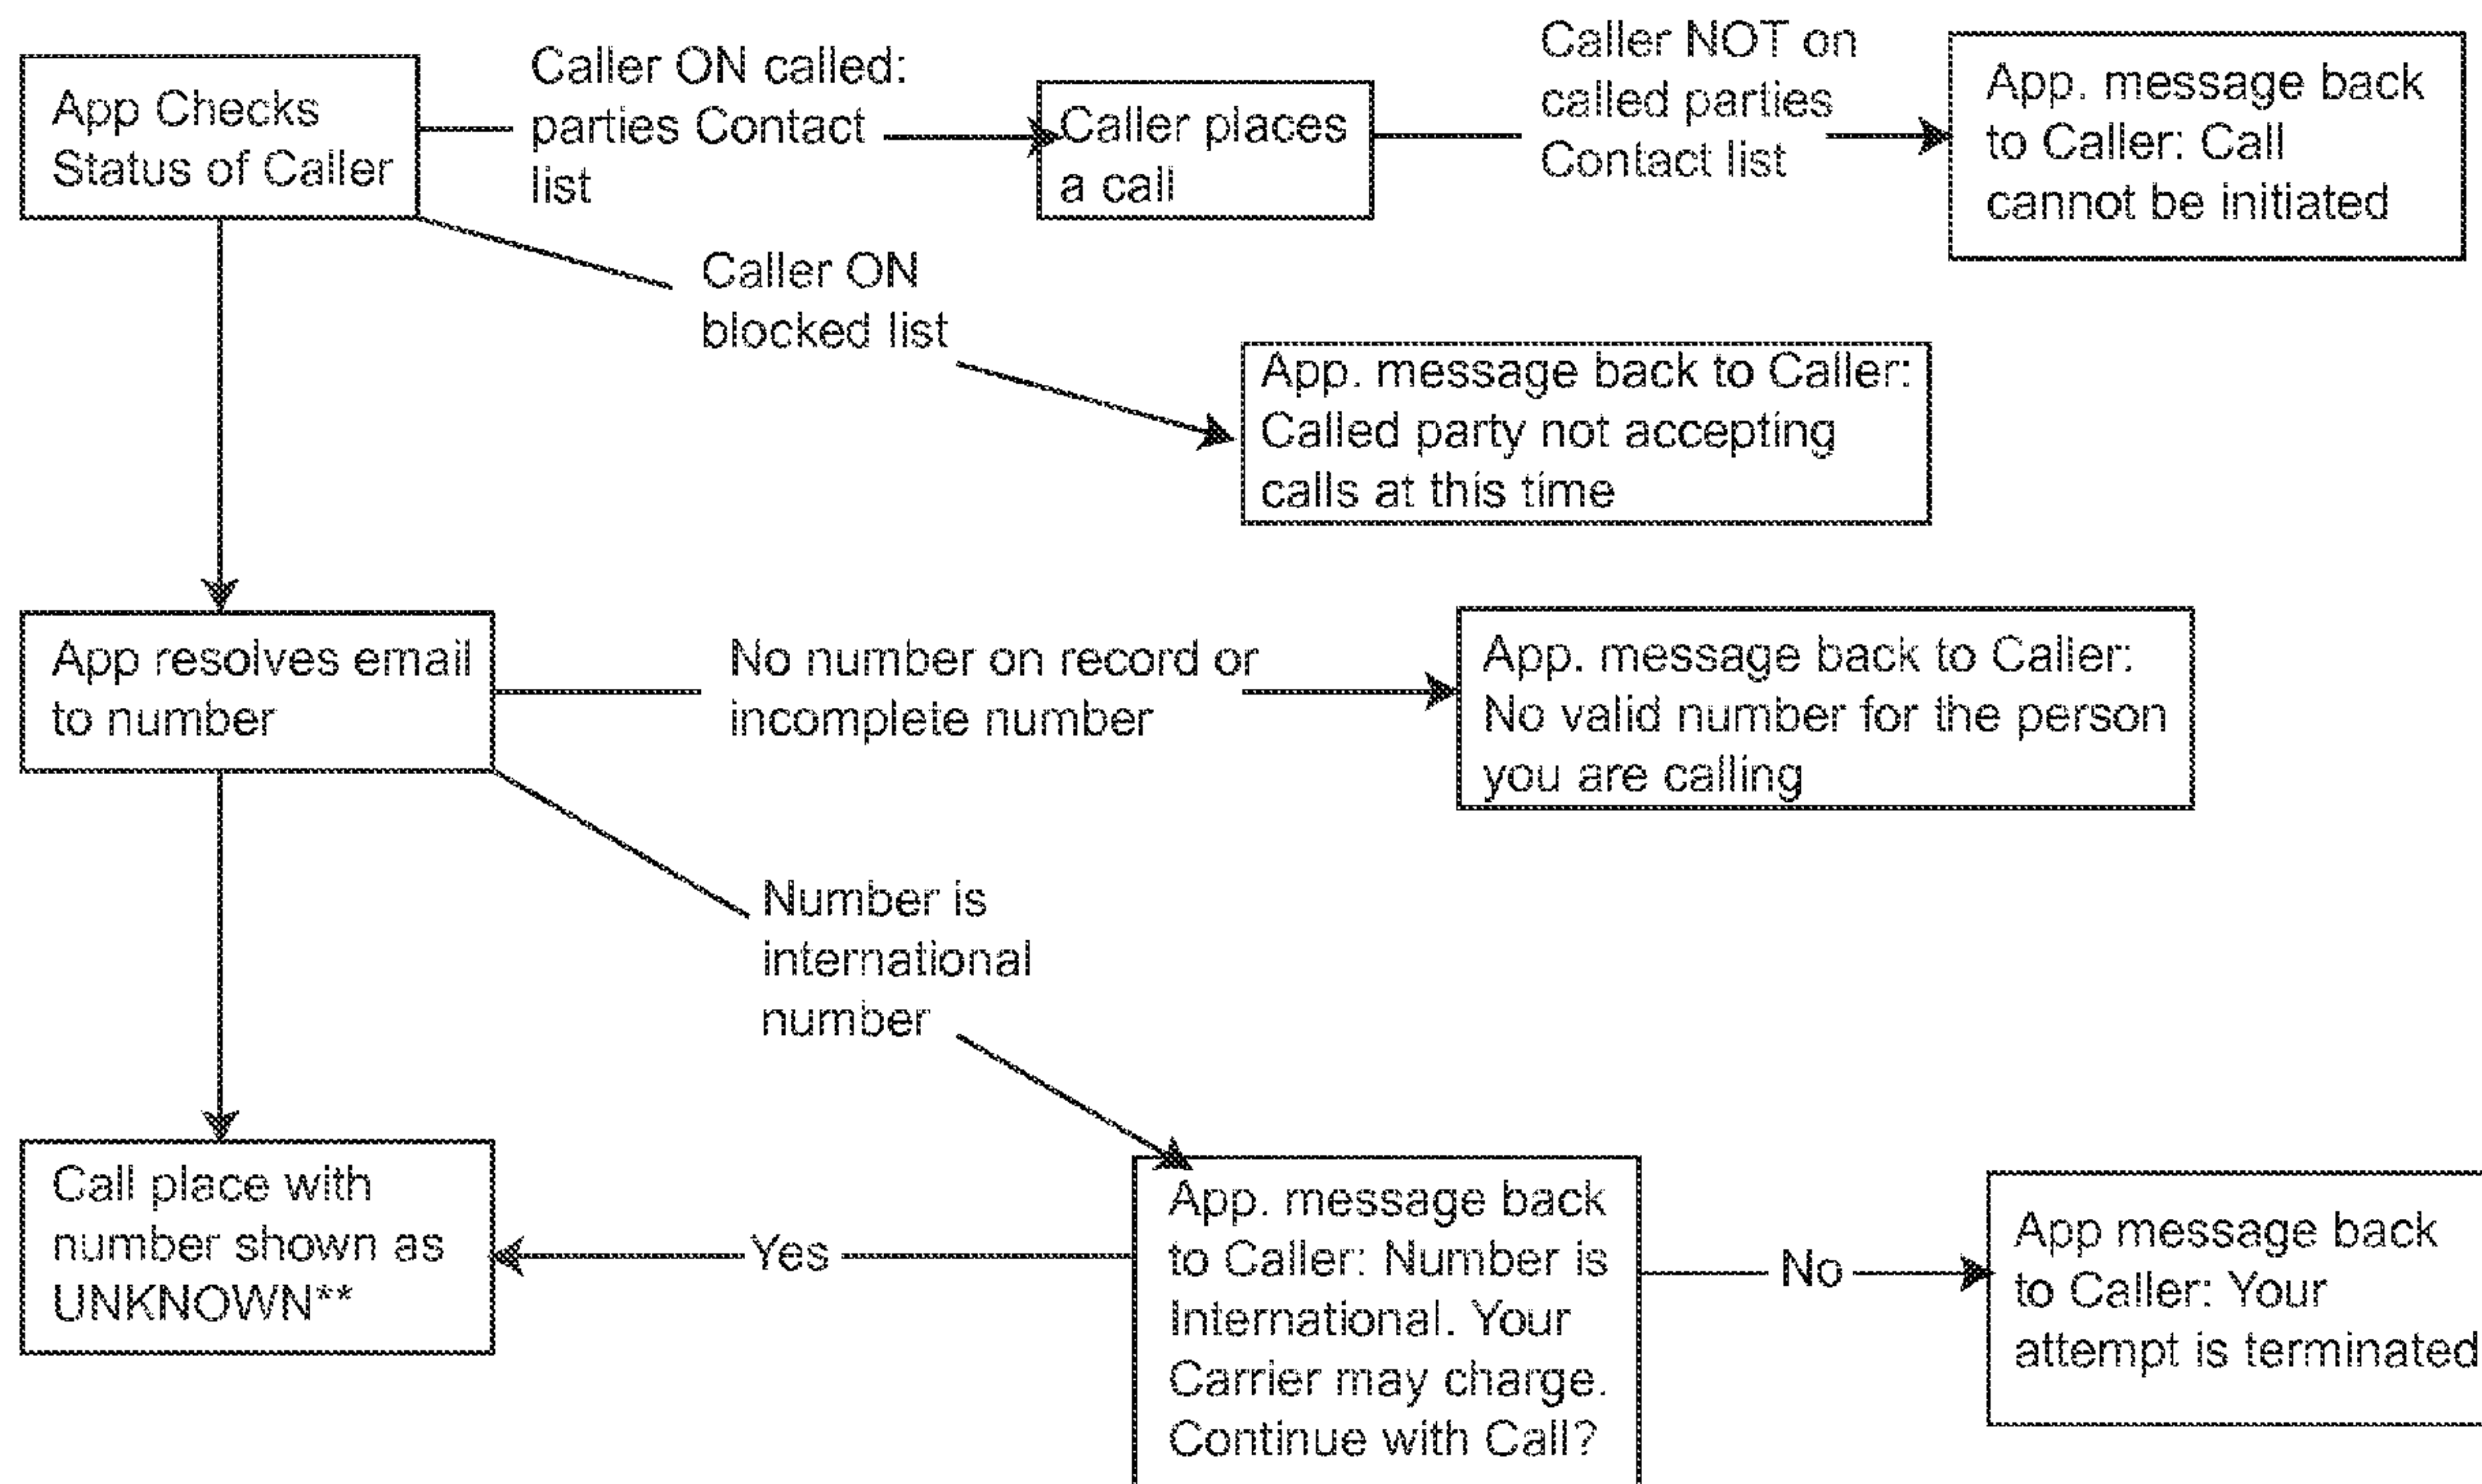 App Checks
Status of Caller
Caller ON called:
parties Contact
list
Caller places
a call
Caller NOT on
called parties
Contact list
App. message back
to Caller: Call
cannot be initiated
Caller ON
blocked list
App. message back to Caller:
Called party not accepting
calls at this time
App resolves email
to number
No number on record or
incomplete number
App. message back to Caller:
No valid number for the person
you are calling
Number is
international
number
Call place with
number shown as
UNKNOWN**
Yes
App. message back
to Caller: Number is
International. Your
Carrier may charge.
Continue with Call?
No
App message back
to Caller: Your
attempt is terminated